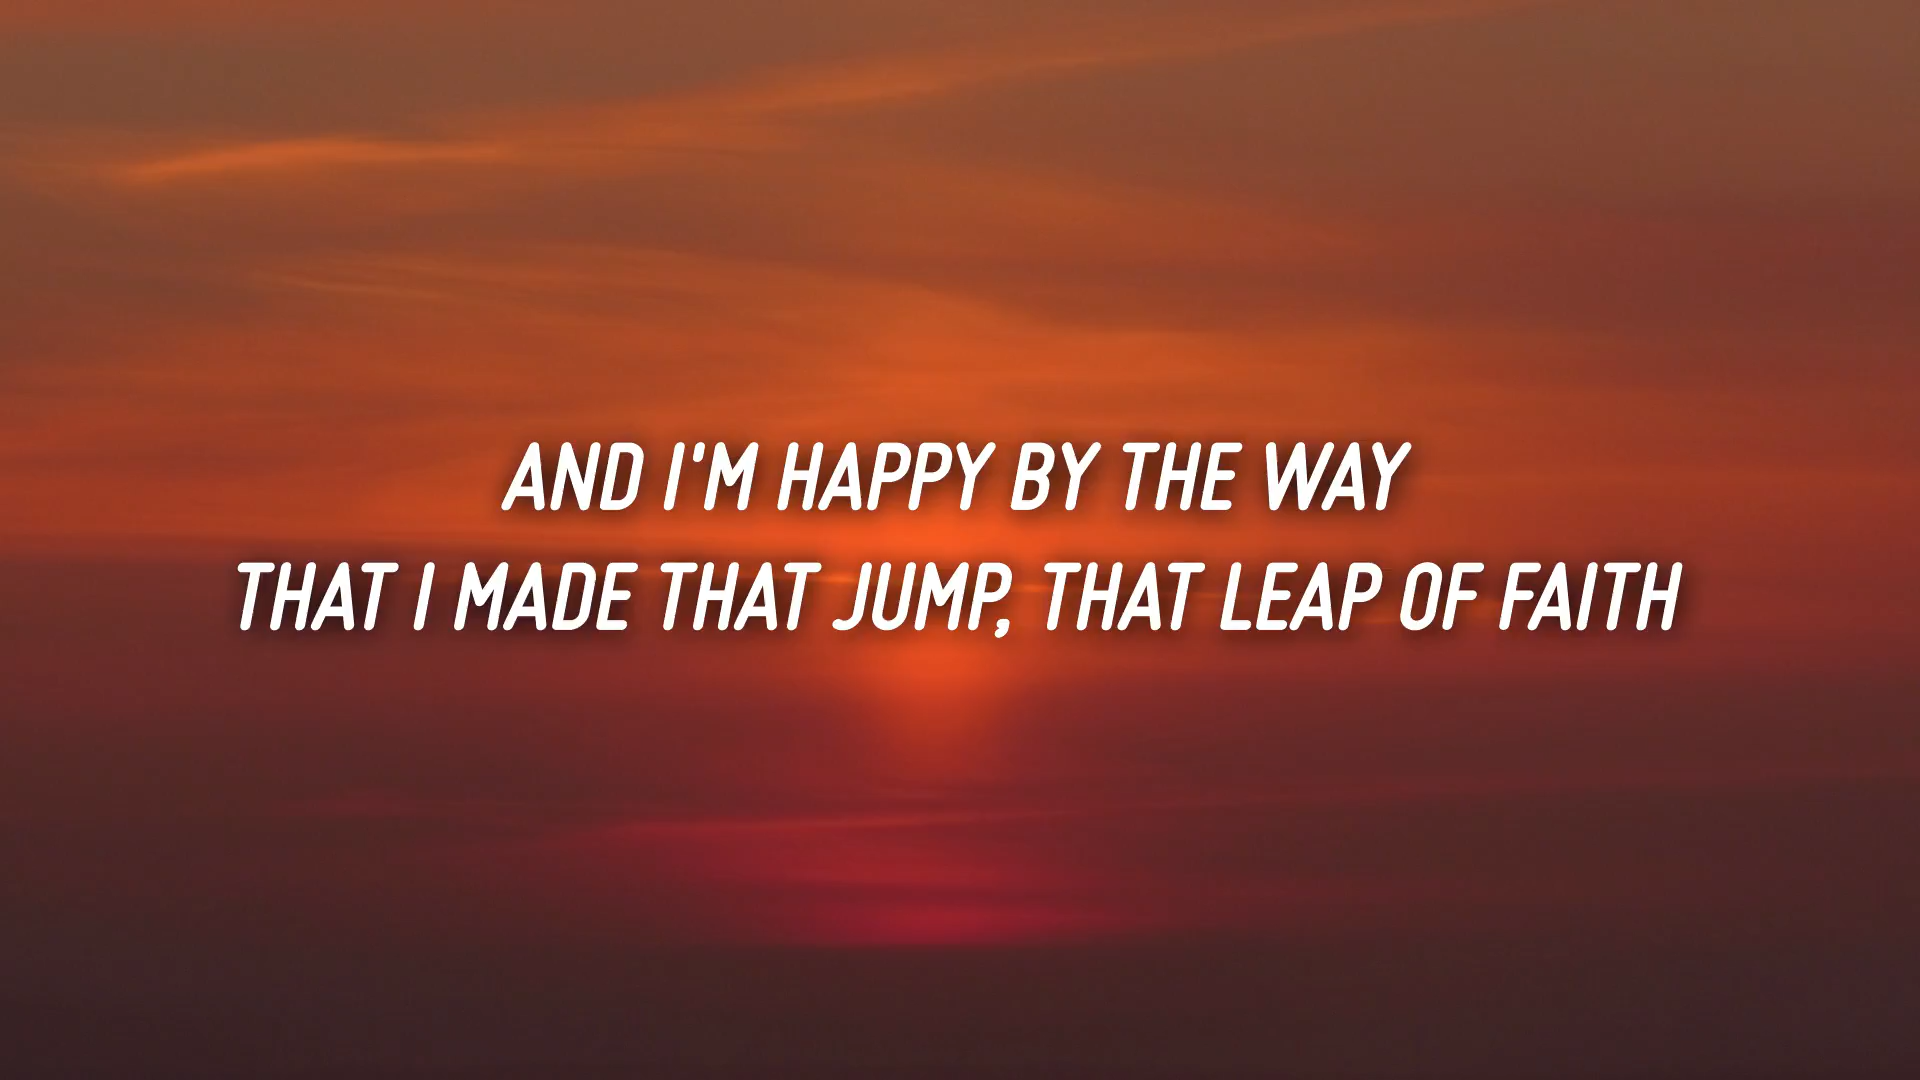 AND I'M HAPPY BY THE WAY
THAT I MADE THAT JUMP, THAT LEAP OF FAITH